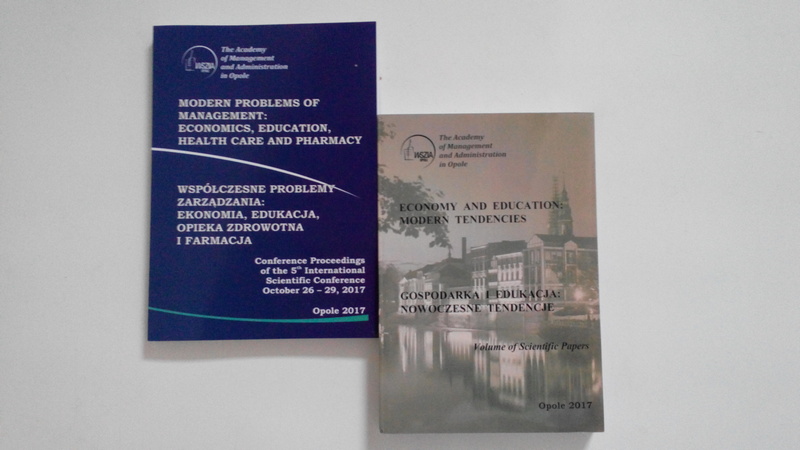 WSZiA
The Academy
of Management
and Administration
in Opole
MODERN PROBLEMS OF
MANAGEMENT:
ECONOMICS, EDUCATION,
HEALTH CARE AND PHARMACY
WSPÓŁCZESNE PROBLEMY
ZARZĄDZANIA:
EKONOMIA, EDUKACJA,
OPIEKA ZDROWOTNA
I FARMACJA
Conference Proceedings
of the 5th International
Scientific Conference
October 26 – 29, 2017
Opole 2017
WSZiA
The Academy
of Management
and Administration
in Opole
ECONOMY AND EDUCATION:
MODERN TENDENCIES
GOSPODARKA I EDUKACJA:
NOWOCZESNE TENDENCJE
Volume of Scientific Papers
Opole 2017